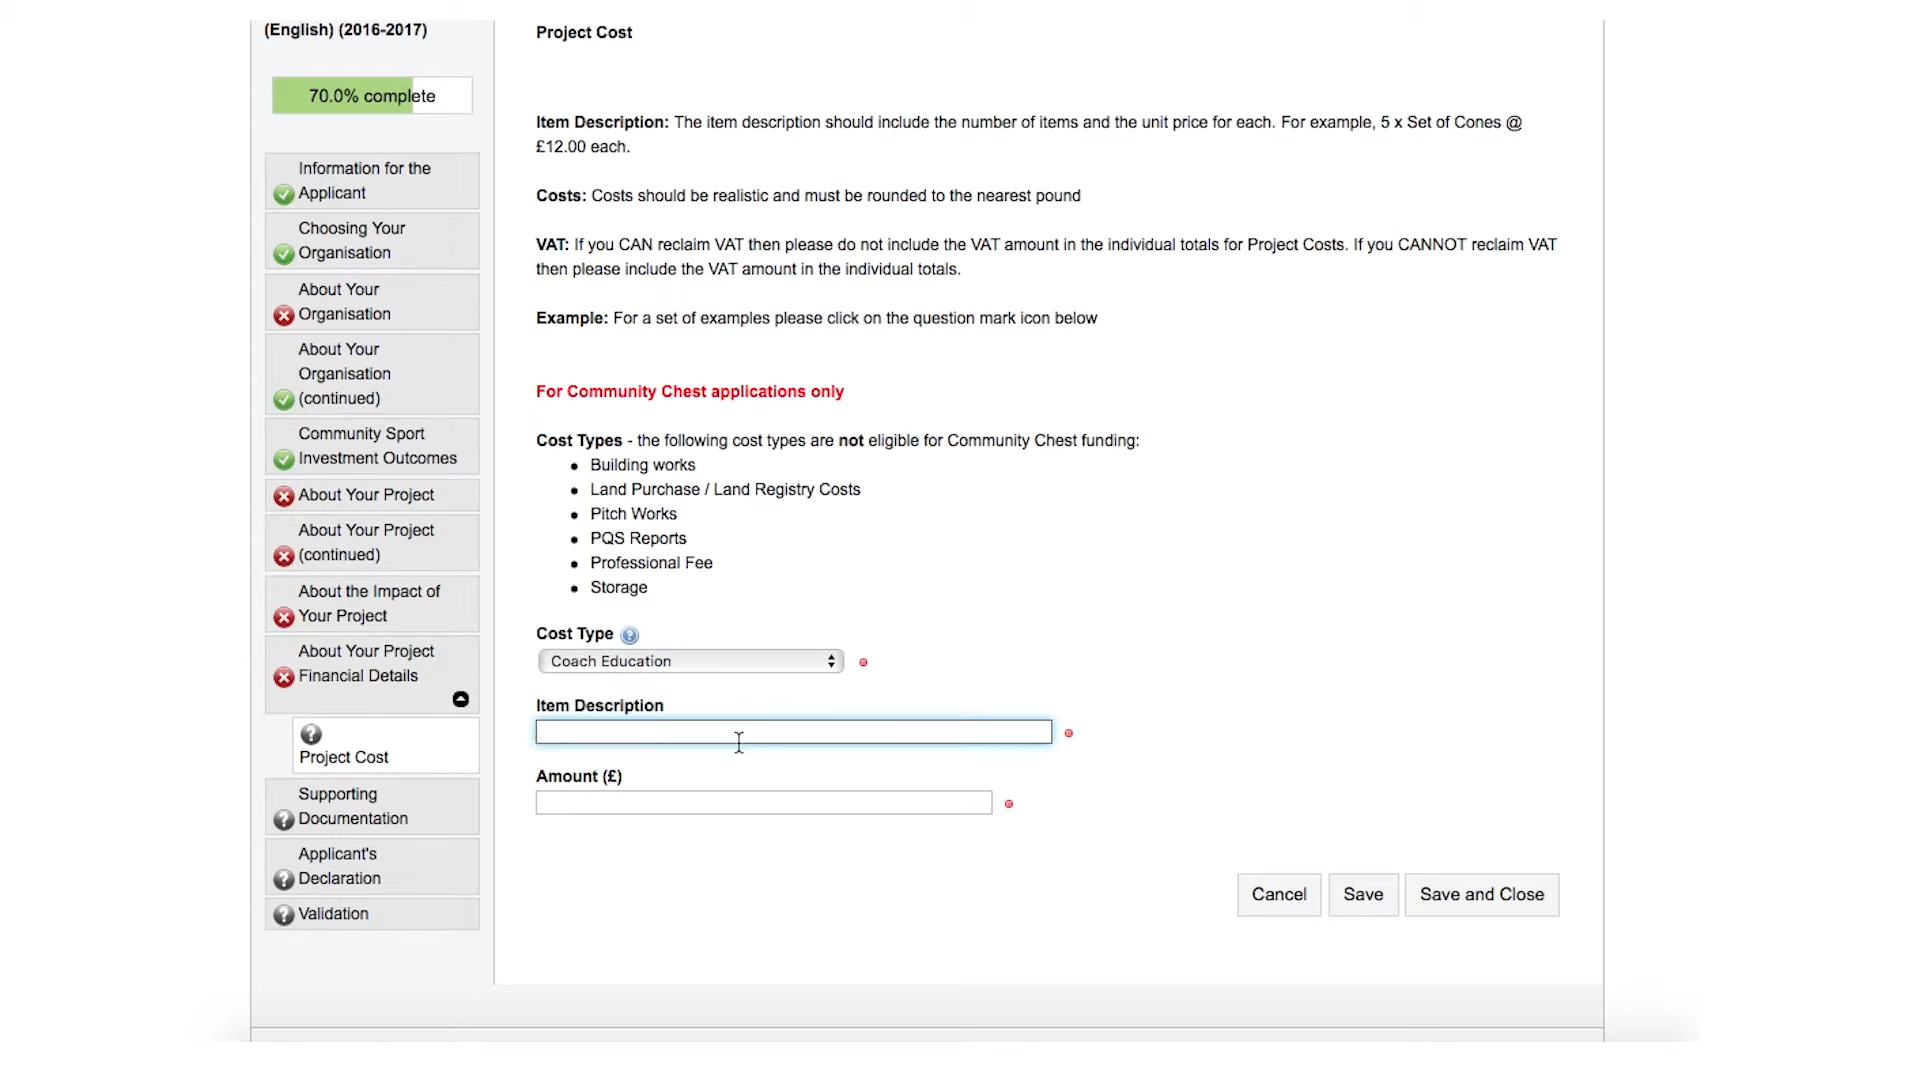 (English) (2016-2017)
70.0% complete
Information for the
Applicant
Choosing Your
Organisation
About Your
Organisation
About Your
Organisation
(continued)
Community Sport
Investment Outcomes
About Your Project
About Your Project
(continued)
About the Impact of
Your Project
About Your Project
Financial Details
Project Cost
Supporting
Documentation
Applicant's
Declaration
Validation
Project Cost
Item Description: The item description should include the number of items and the unit price for each. For example, 5 x Set of Cones @
£12.00 each.
Costs: Costs should be realistic and must be rounded to the nearest pound
VAT: If you CAN reclaim VAT then please do not include the VAT amount in the individual totals for Project Costs. If you CANNOT reclaim VAT
then please include the VAT amount in the individual totals.
Example: For a set of examples please click on the question mark icon below
For Community Chest applications only
Cost Types - the following cost types are not eligible for Community Chest funding:
Building works
Land Purchase / Land Registry Costs
Pitch Works
PQS Reports
Professional Fee
Storage
Cost Type
Coach Education
Item Description
Amount (£)
Cancel Save Save and Close